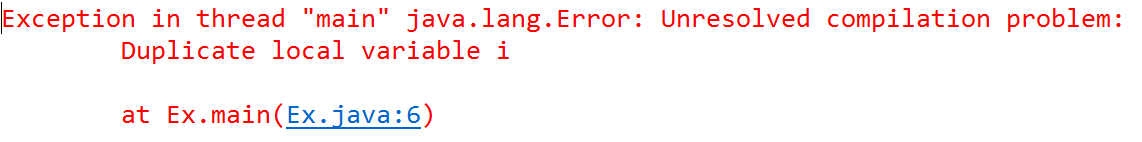 Exception in thread "main" java.lang.Error: Unresolved compilation problem:
Duplicate local variable i
at Ex.main(Ex.java:6)